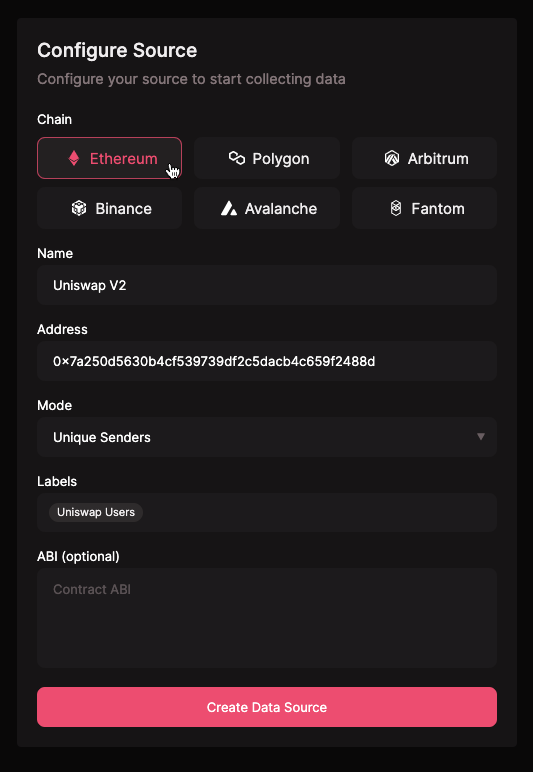 Configure Source
Configure your source to start collecting data
Chain
Ethereum Polygon Arbitrum
Binance Avalanche Fantom
Name
Uniswap V2
Address
0x7a250d5630b4cf539739df2c5dacb4c659f2488d
Mode
Unique Senders
Labels
Uniswap Users
ABI (optional)
Contract ABI
Create Data Source